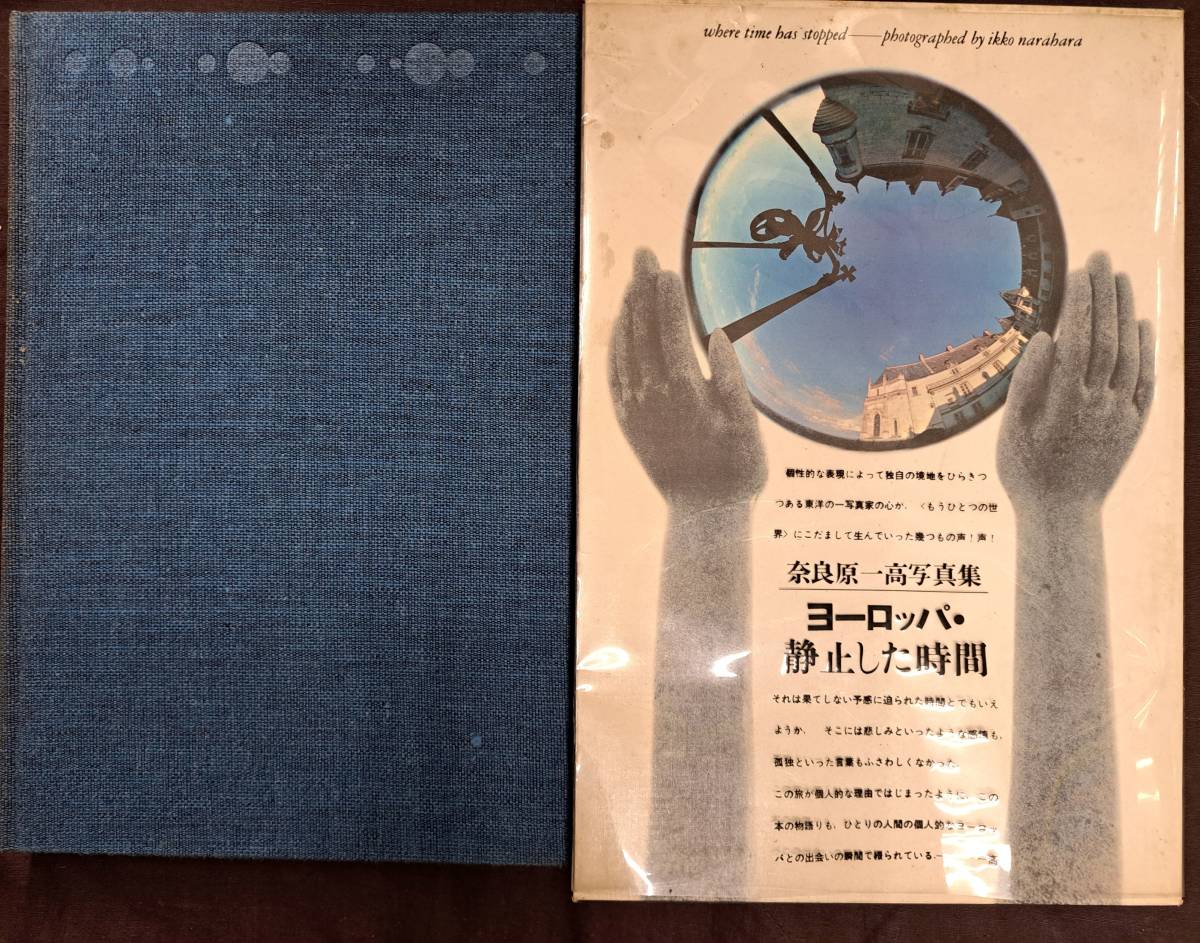 where time has stopped——photographed by ikko narahara
個性的な表現によって独自の境地をひらきつ
つある東洋の一写真家の心が、〈もうひとつの世
界〉にこだまして生んでいった幾つもの声！声！
奈良原一高写真集
ヨーロッパ・
静止した時間
それは果てしない予感に迫られた時間とでもいえ
ようか、 そこには悲しみといったような感情も、
孤独といった言葉もふさわしくなかった。
この旅が個人的な理由ではじまったように、この
本の物語りも、ひとりの人間の個人的なヨーロッ
パとの出会いの瞬間で綴られている。